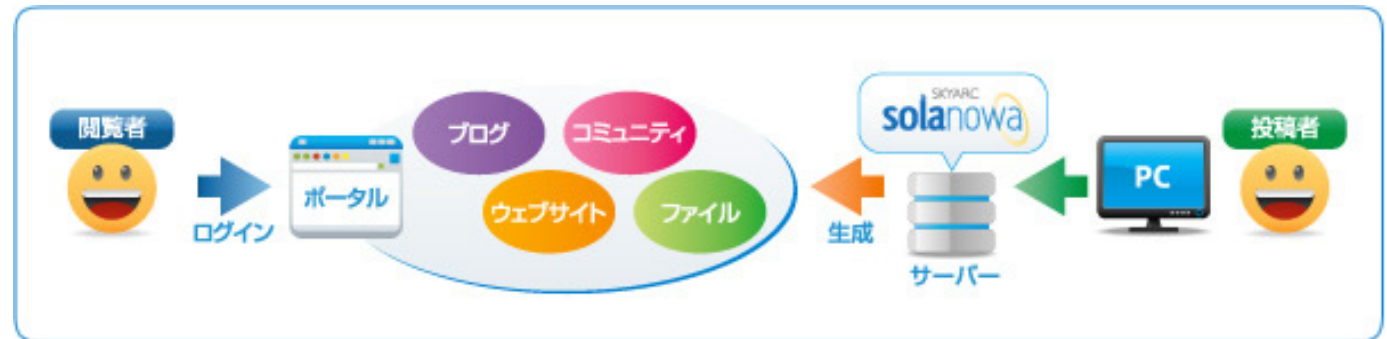 閲覧者
ログイン
ポータル
ブログ
コミュニティ
ウェブサイト
ファイル
生成
SKYARC
solanowa
サーバー
PC
投稿者